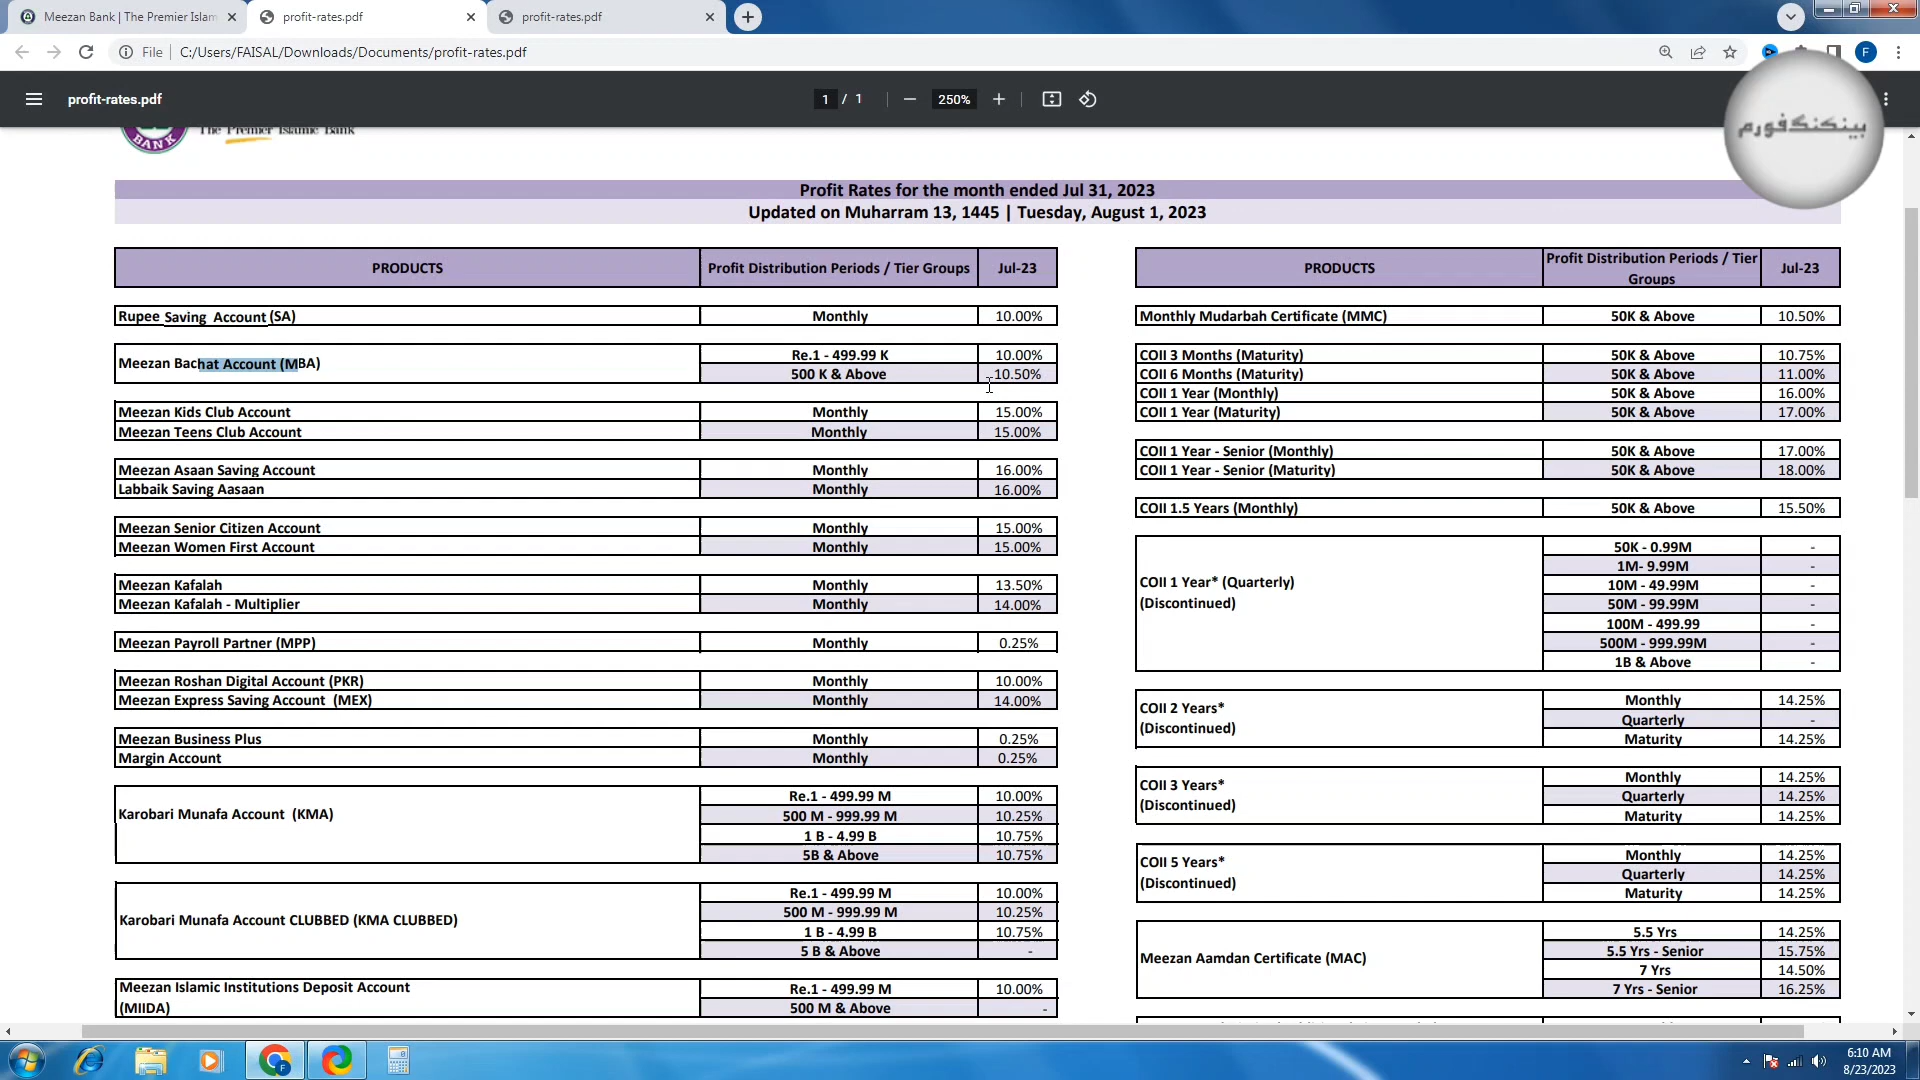 Meezan Bank | The Premier Islam
profit-rates.pdf
profit-rates.pdf
File
C:/Users/FAISAL/Downloads/Documents/profit-rates.pdf
F
profit-rates.pdf
1 / 1
250%
بینکنگ فورم
BANK
The Premier Islamic Bank
Profit Rates for the month ended Jul 31, 2023
Updated on Muharram 13, 1445 | Tuesday, August 1, 2023
PRODUCTS Profit Distribution Periods / Tier Groups Jul-23
Rupee Saving Account (SA) Monthly 10.00%
Meezan Bachat Account (MBA)
Re.1 - 499.99 K 10.00%
500 K & Above 10.50%
Meezan Kids Club Account Monthly 15.00%
Meezan Teens Club Account Monthly 15.00%
Meezan Asaan Saving Account Monthly 16.00%
Labbaik Saving Aasaan Monthly 16.00%
Meezan Senior Citizen Account Monthly 15.00%
Meezan Women First Account Monthly 15.00%
Meezan Kafalah Monthly 13.50%
Meezan Kafalah - Multiplier Monthly 14.00%
Meezan Payroll Partner (MPP) Monthly 0.25%
Meezan Roshan Digital Account (PKR) Monthly 10.00%
Meezan Express Saving Account (MEX) Monthly 14.00%
Meezan Business Plus Monthly 0.25%
Margin Account Monthly 0.25%
Karobari Munafa Account (KMA)
Re.1 - 499.99 M 10.00%
500 M - 999.99 M 10.25%
1 B - 4.99 B 10.75%
5B & Above 10.75%
Karobari Munafa Account CLUBBED (KMA CLUBBED)
Re.1 - 499.99 M 10.00%
500 M - 999.99 M 10.25%
1 B - 4.99 B 10.75%
5 B & Above -
Meezan Islamic Institutions Deposit Account
(MIIDA)
Re.1 - 499.99 M 10.00%
500 M & Above -
PRODUCTS Profit Distribution Periods / Tier
Groups Jul-23
Monthly Mudarbah Certificate (MMC) 50K & Above 10.50%
COII 3 Months (Maturity) 50K & Above 10.75%
COII 6 Months (Maturity) 50K & Above 11.00%
COII 1 Year (Monthly) 50K & Above 16.00%
COII 1 Year (Maturity) 50K & Above 17.00%
COII 1 Year - Senior (Monthly) 50K & Above 17.00%
COII 1 Year - Senior (Maturity) 50K & Above 18.00%
COII 1.5 Years (Monthly) 50K & Above 15.50%
COII 1 Year* (Quarterly)
(Discontinued)
50K - 0.99M -
1M- 9.99M -
10M - 49.99M -
50M - 99.99M -
100M - 499.99 -
500M - 999.99M -
1B & Above -
COII 2 Years*
(Discontinued)
Monthly 14.25%
Quarterly -
Maturity 14.25%
COII 3 Years*
(Discontinued)
Monthly 14.25%
Quarterly 14.25%
Maturity 14.25%
COII 5 Years*
(Discontinued)
Monthly 14.25%
Quarterly 14.25%
Maturity 14.25%
Meezan Aamdan Certificate (MAC)
5.5 Yrs 14.25%
5.5 Yrs - Senior 15.75%
7 Yrs 14.50%
7 Yrs - Senior 16.25%
6:10 AM
8/23/2023